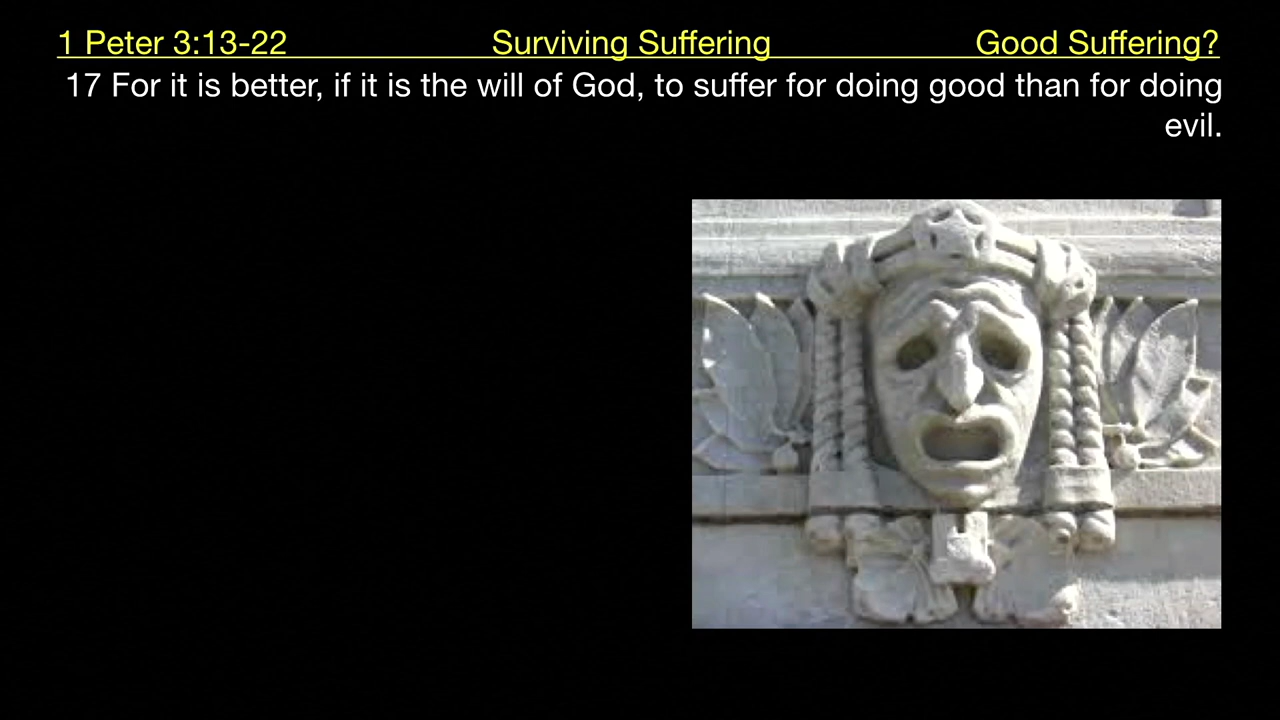 1 Peter 3:13-22 Surviving Suffering Good Suffering?
17 For it is better, if it is the will of God, to suffer for doing good than for doing
evil.